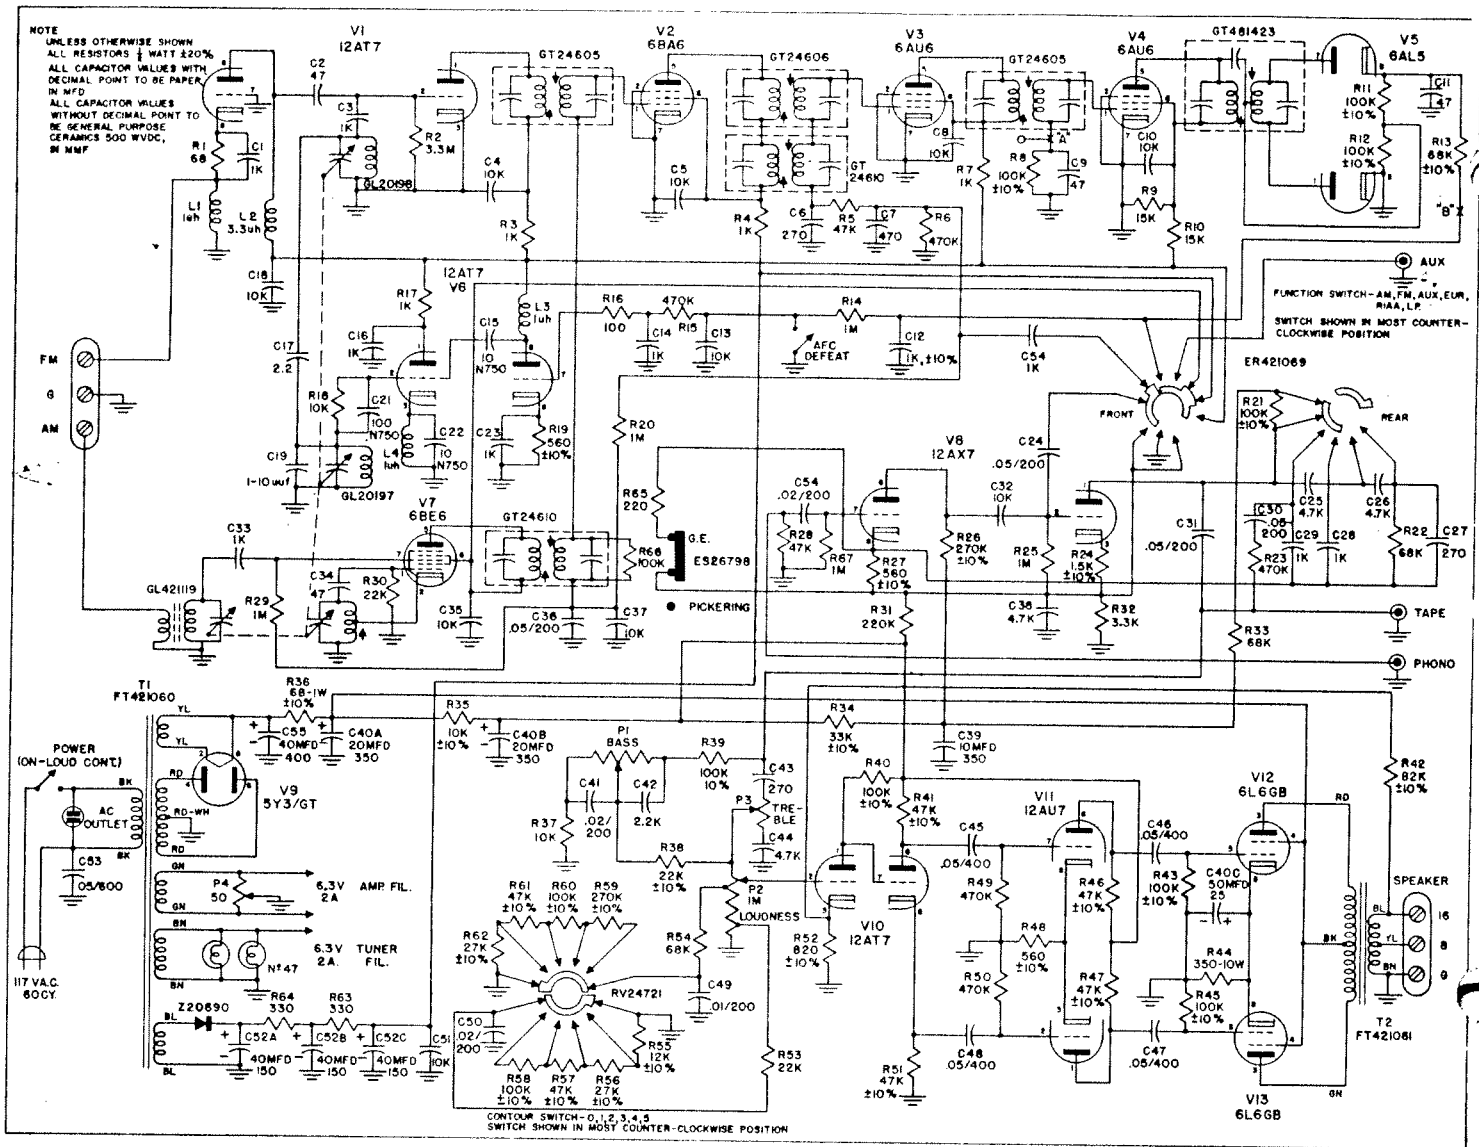 NOTE
UNLESS OTHERWISE SHOWN
ALL RESISTORS ½ WATT ±20%
ALL CAPACITOR VALUES WITH
DECIMAL POINT TO BE PAPER,
IN MFD
ALL CAPACITOR VALUES
WITHOUT DECIMAL POINT TO
BE GENERAL PURPOSE
CERAMICS 500 WVDC,
IN MMF
V1
12AT7
V2
6BA6
V3
6AU6
V4
6AU6
V5
6AL5
GT24605
GT24606
GT24605
GT481423
GT
24610
C2
47
C3
1K
R2
3.3M
C4
10K
GL20198
R1
68
C1
1K
L1
1uh
L2
3.3uh
R3
1K
C5
10K
R4
1K
C6
270
R5
47K
C7
470
R6
470K
C8
10K
R7
1K
"A"
R8
100K
±10%
C9
47
C10
10K
R9
15K
R10
15K
R11
100K
±10%
R12
100K
±10%
C11
47
R13
68K
±10%
"B"
AUX
FUNCTION SWITCH-AM,FM,AUX,EUR,
RIAA,LP.
SWITCH SHOWN IN MOST COUNTER-
CLOCKWISE POSITION
C18
10K
12AT7
V6
R17
1K
L3
1uh
C15
10
N750
C16
1K
R16
100
470K
R15
C14
1K
C13
10K
AFC
DEFEAT
R14
1M
C12
1K,±10%
C54
1K
ER421069
FRONT
REAR
FM
G
AM
C17
2.2
R18
10K
C21
100
N750
C22
10
N750
L4
1uh
C23
1K
R19
560
±10%
C19
1-10uuf
GL20197
R20
1M
R21
100K
±10%
C24
.05/200
V8
12AX7
V7
6BE6
GT24610
R65
220
G.E.
ES26798
PICKERING
C54
.02/200
R28
47K
R67
1M
R27
560
±10%
R26
270K
±10%
C32
10K
R25
1M
R24
1.5K
±10%
C31
.05/200
C30
.05
200
R23
470K
C29
1K
C28
1K
C25
4.7K
C26
4.7K
R22
68K
C27
270
C33
1K
GL421119
R29
1M
C34
47
R30
22K
C35
10K
R66
100K
C36
.05/200
C37
10K
R31
220K
C38
4.7K
R32
3.3K
R33
68K
TAPE
PHONO
T1
FT421060
R36
68-1W
±10%
C55
40MFD
400
C40A
20MFD
350
R35
10K
±10%
C40B
20MFD
350
R34
33K
±10%
C39
10MFD
350
POWER
(ON-LOUD CONT.)
YL
YL
BK
RD
RD-WH
RD
BK
V9
5Y3/GT
AC
OUTLET
C53
.05/600
GN
P4
50
GN
6.3V AMP. FIL.
2A
BN
BN
Nº47
6.3V TUNER
2A. FIL.
117 V.A.C.
60CY.
Z20690
BL
BL
R64
330
R63
330
C52A
40MFD
150
C52B
40MFD
150
C52C
40MFD
150
C51
10K
P1
BASS
C41
.02/
200
C42
2.2K
R37
10K
R39
100K
10%
C43
270
P3
TRE-
BLE
C44
4.7K
R38
22K
±10%
P2
1M
LOUDNESS
R61
47K
±10%
R60
100K
±10%
R59
270K
±10%
R62
27K
±10%
R54
68K
RV24721
C49
.01/200
C50
.02/
200
R55
12K
±10%
R58
100K
±10%
R57
47K
±10%
R56
27K
±10%
R53
22K
CONTOUR SWITCH-0,1,2,3,4,5
SWITCH SHOWN IN MOST COUNTER-CLOCKWISE POSITION
R40
100K
±10%
R41
47K
±10%
V10
12AT7
R52
820
±10%
R51
47K
±10%
C45
.05/400
R49
470K
R50
470K
R48
560
±10%
C48
.05/400
V11
12AU7
R46
47K
±10%
R47
47K
±10%
C46
.05/400
C47
.05/400
R43
100K
±10%
C40C
50MFD
25
R44
350-10W
R45
100K
±10%
V12
6L6GB
V13
6L6GB
RD
BK
GN
R42
82K
±10%
T2
FT421061
SPEAKER
BL
YL
BN
16
8